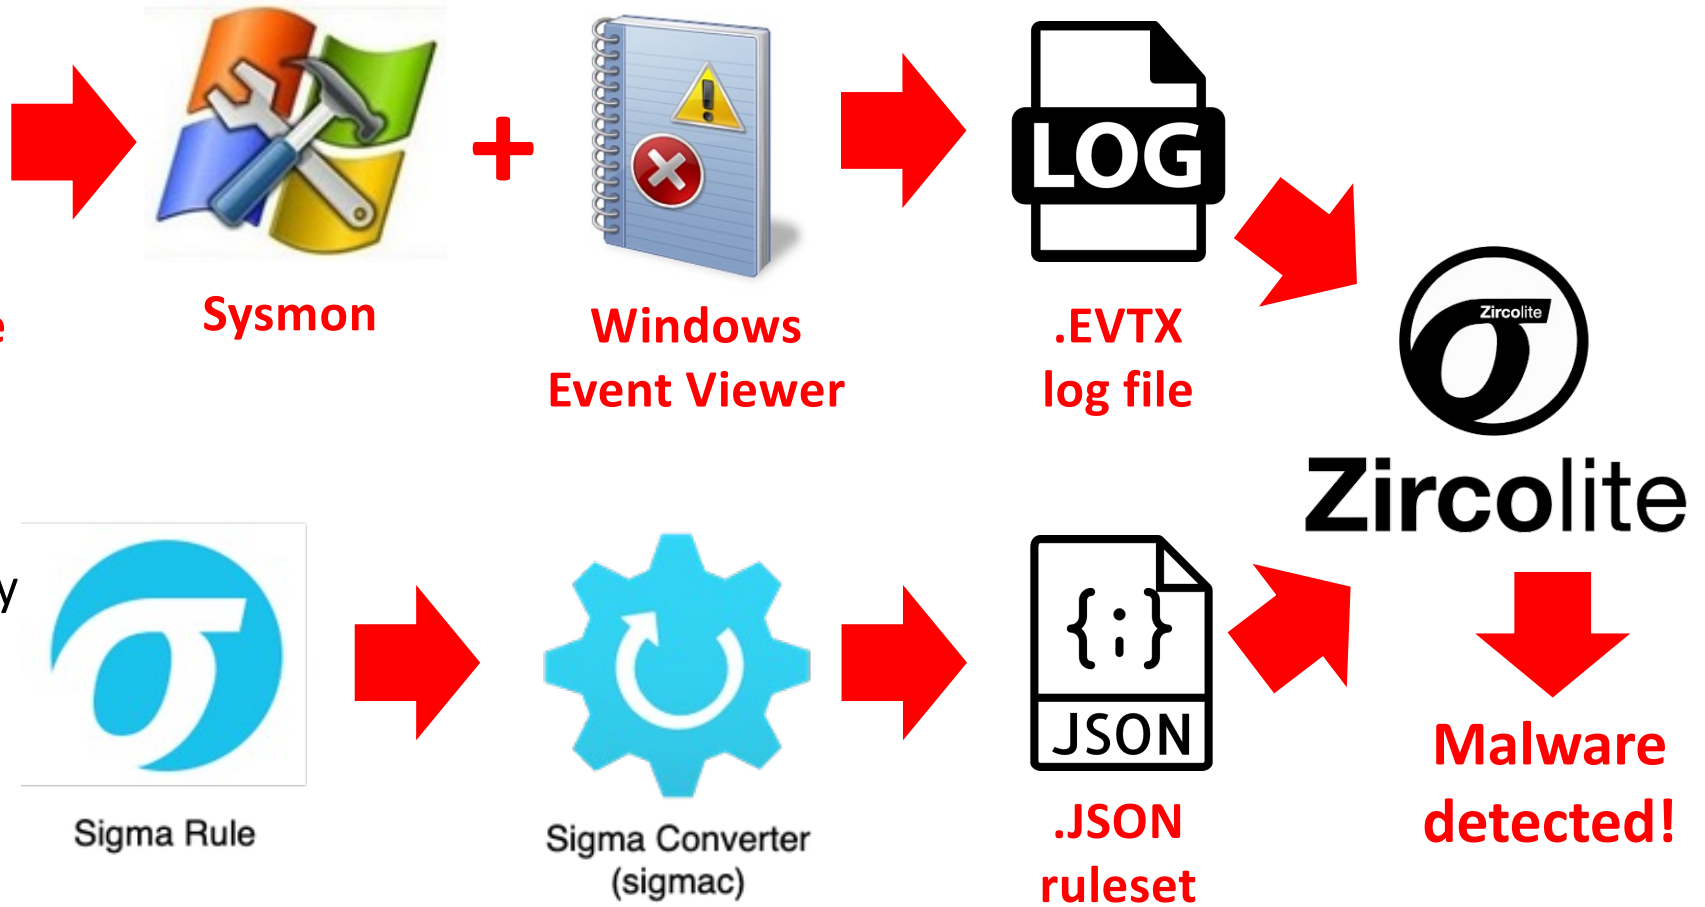 LOG
Zircolite
e
Sysmon
Windows
Event Viewer
.EVTX
log file
Zircolite
y
JSON
Sigma Rule
Sigma Converter
(sigmac)
.JSON
ruleset
Malware
detected!